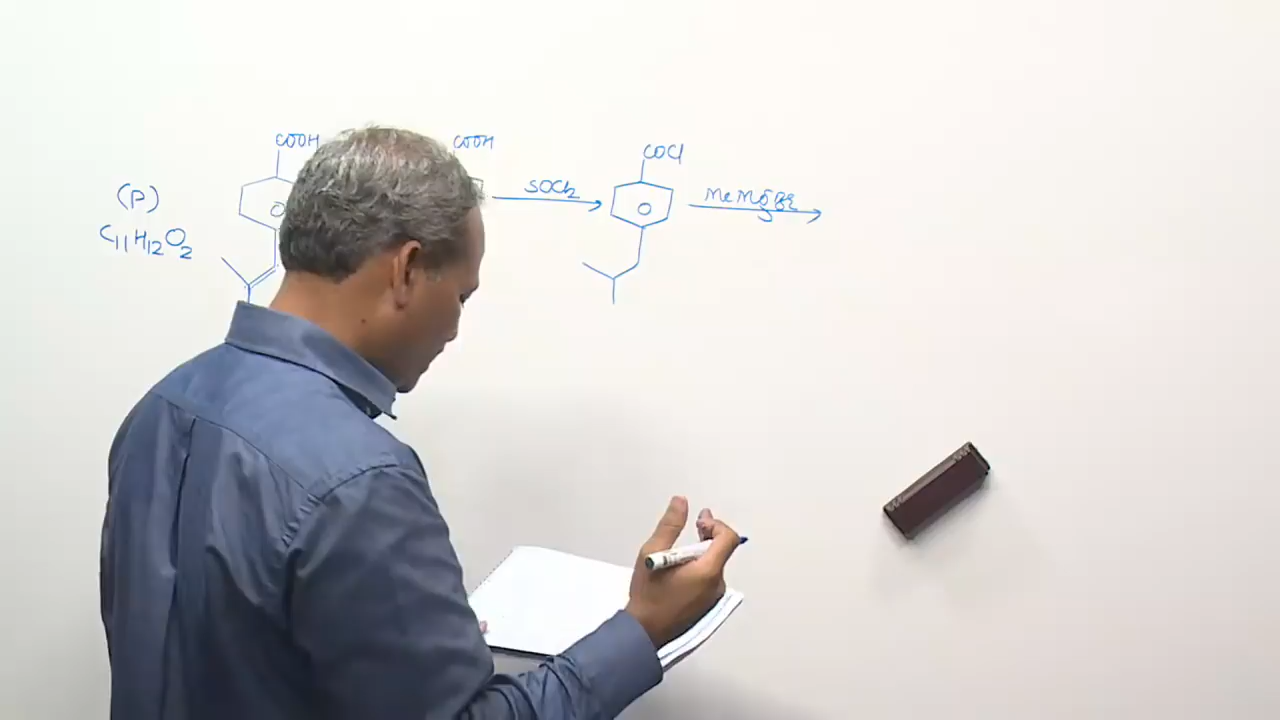 COOH
COOH
COCl
(P)
SOCl2
MeMgBr
C11H12O2